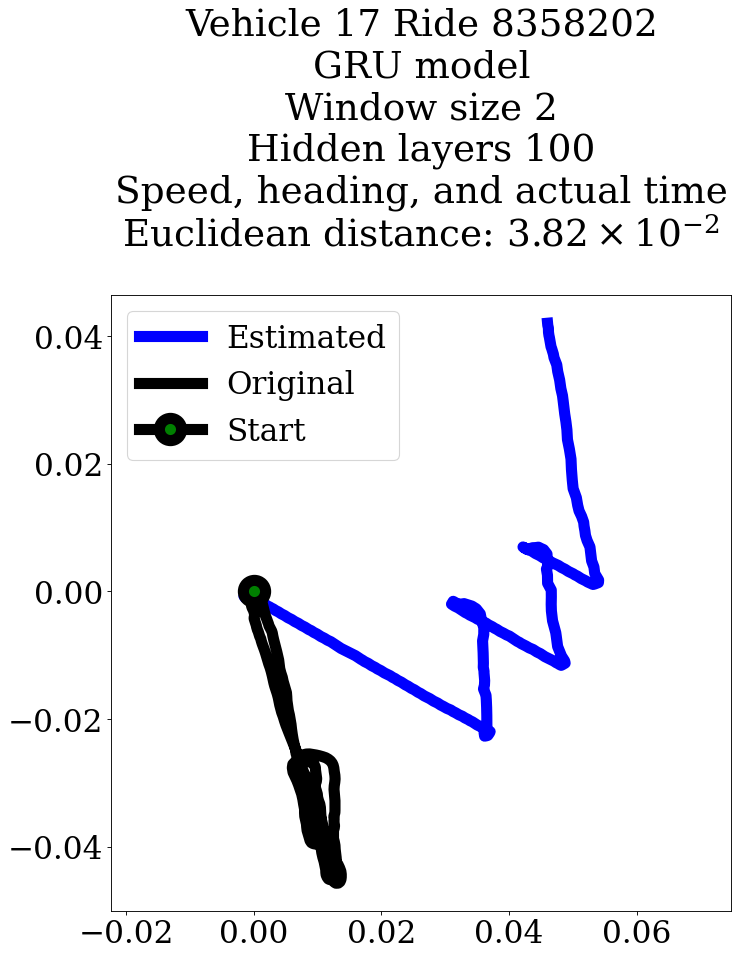 Vehicle 17 Ride 8358202
GRU model
Window size 2
Hidden layers 100
Speed, heading, and actual time
Euclidean distance: 3.82 × 10⁻²
Estimated
Original
Start
0.04
0.02
0.00
−0.02
−0.04
−0.02 0.00 0.02 0.04 0.06